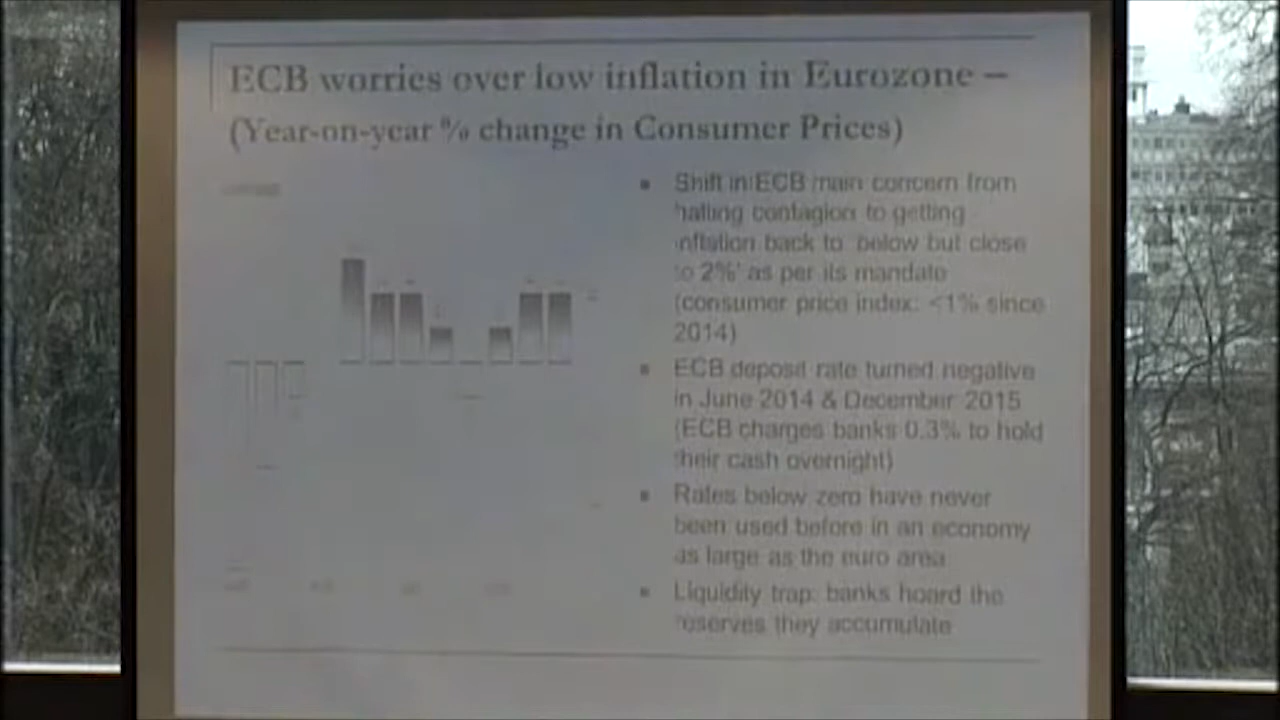 ECB worries over low inflation in Eurozone –
(Year-on-year % change in Consumer Prices)
▪ Shift in ECB main concern from
halting contagion to getting
inflation back to 'below but close
to 2%' as per its mandate
(consumer price index: <1% since
2014)
▪ ECB deposit rate turned negative
in June 2014 & December 2015
(ECB charges banks 0.3% to hold
their cash overnight)
▪ Rates below zero have never
been used before in an economy
as large as the euro area
▪ Liquidity trap: banks hoard the
reserves they accumulate